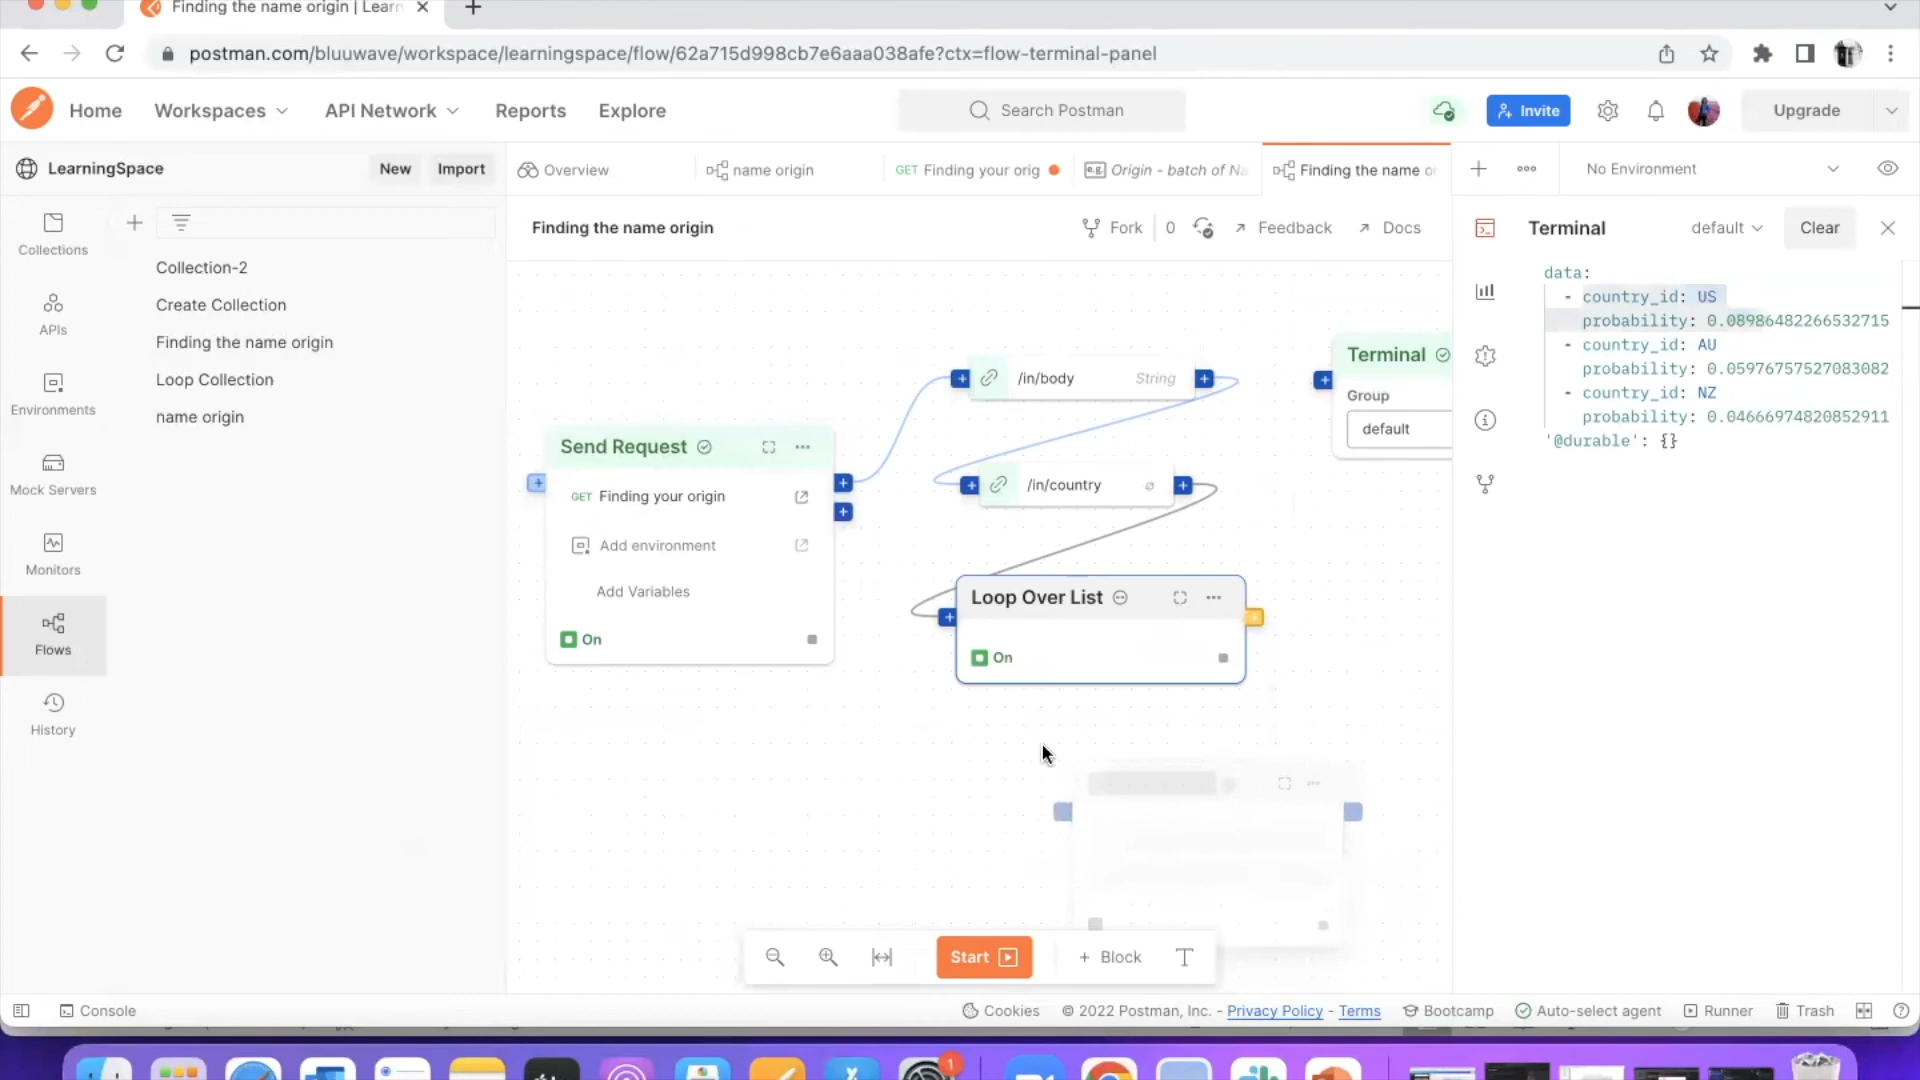 Finding the name origin | Learn
postman.com/bluuwave/workspace/learningspace/flow/62a715d998cb7e6aaa038afe?ctx=flow-terminal-panel
Home Workspaces API Network Reports Explore
Search Postman
Invite
Upgrade
LearningSpace
New Import
Overview
name origin
GET Finding your orig
e.g. Origin - batch of Na
Finding the name or
No Environment
Collections
APIs
Environments
Mock Servers
Monitors
Flows
History
Collection-2
Create Collection
Finding the name origin
Loop Collection
name origin
Finding the name origin
Fork 0 Feedback Docs
Send Request
GET Finding your origin
Add environment
Add Variables
On
/in/body String
/in/country
Loop Over List
On
Terminal
Group
default
Start
+ Block
Terminal default Clear
data:
- country_id: US
probability: 0.08986482266532715
- country_id: AU
probability: 0.05976757527083082
- country_id: NZ
probability: 0.04666974820852911
'@durable': {}
Console
Cookies © 2022 Postman, Inc. - Privacy Policy - Terms Bootcamp Auto-select agent Runner Trash
1